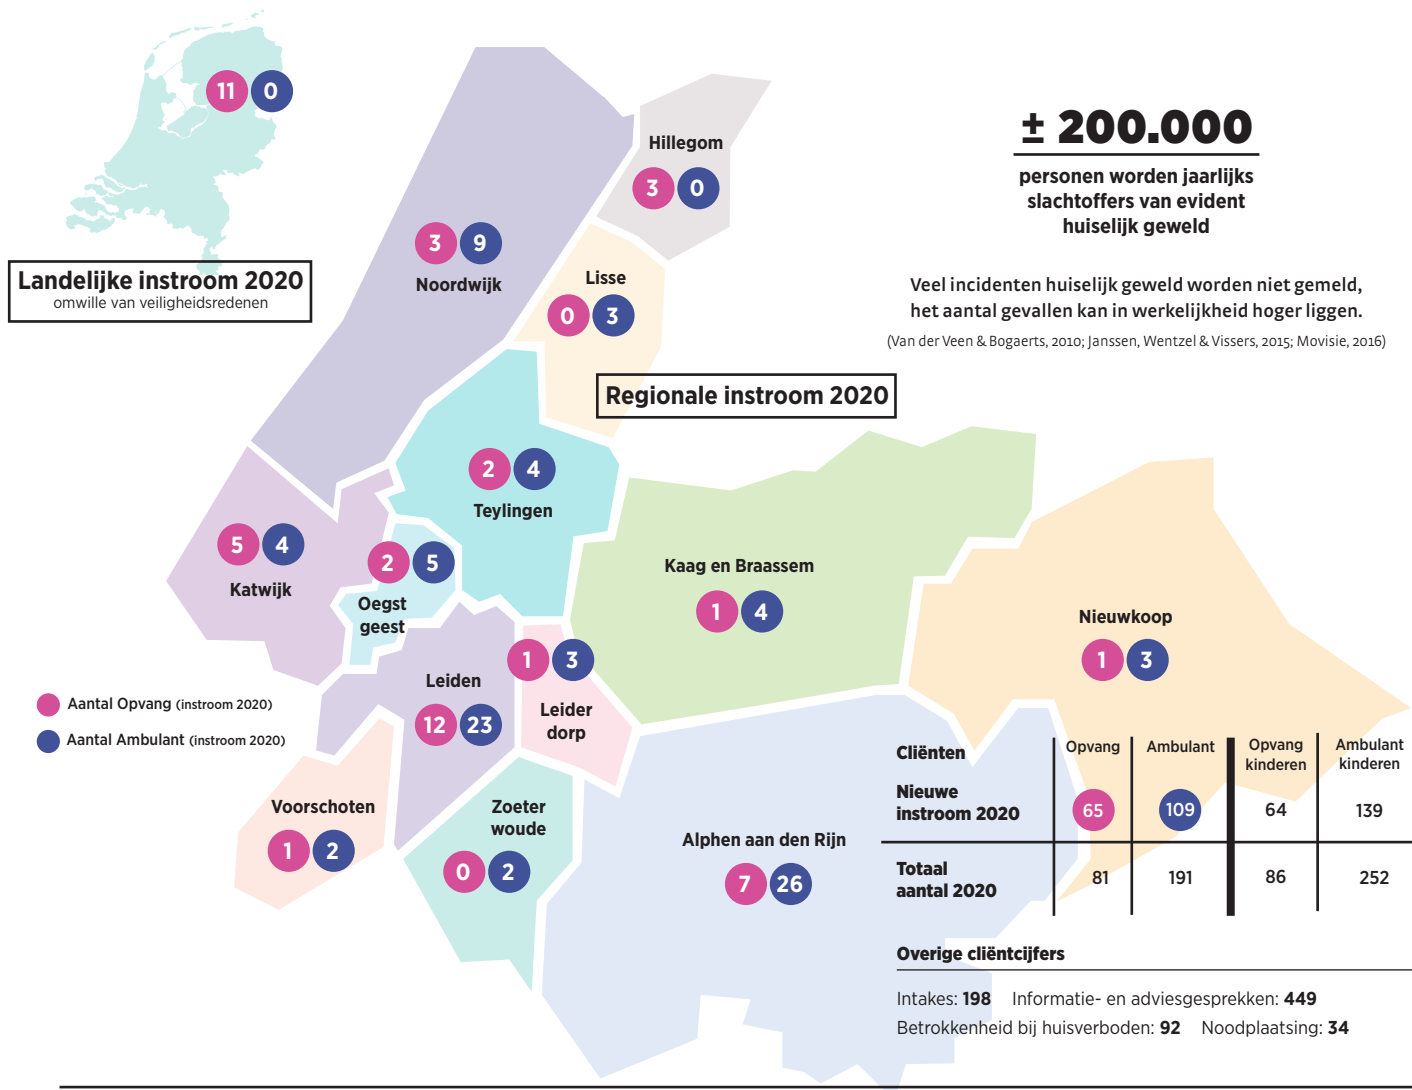 11 0
Landelijke instroom 2020
omwille van veiligheidsredenen
± 200.000
personen worden jaarlijks
slachtoffers van evident
huiselijk geweld
Veel incidenten huiselijk geweld worden niet gemeld,
het aantal gevallen kan in werkelijkheid hoger liggen.
(Van der Veen & Bogaerts, 2010; Janssen, Wentzel & Vissers, 2015; Movisie, 2016)
Regionale instroom 2020
Hillegom
3 0
3 9
Noordwijk
Lisse
0 3
2 4
Teylingen
5 4
Katwijk
2 5
Oegst
geest
Kaag en Braassem
1 4
Nieuwkoop
1 3
1 3
Leider
dorp
Leiden
12 23
Aantal Opvang (instroom 2020)
Aantal Ambulant (instroom 2020)
Voorschoten
1 2
Zoeter
woude
0 2
Alphen aan den Rijn
7 26
Cliënten Opvang Ambulant Opvang kinderen Ambulant kinderen
Nieuwe
instroom 2020 65 109 64 139
Totaal
aantal 2020 81 191 86 252
Overige cliëntcijfers
Intakes: 198 Informatie- en adviesgesprekken: 449
Betrokkenheid bij huisverboden: 92 Noodplaatsing: 34